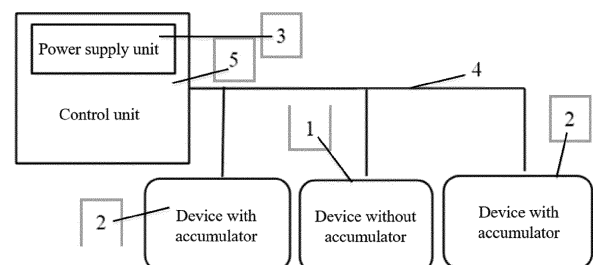 Power supply unit
3
5
Control unit
4
1
2
2
Device with
accumulator
Device without
accumulator
Device with
accumulator